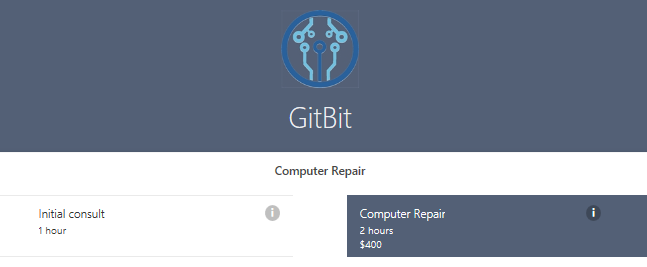 GitBit
Computer Repair
Initial consult
1 hour
Computer Repair
2 hours
$400